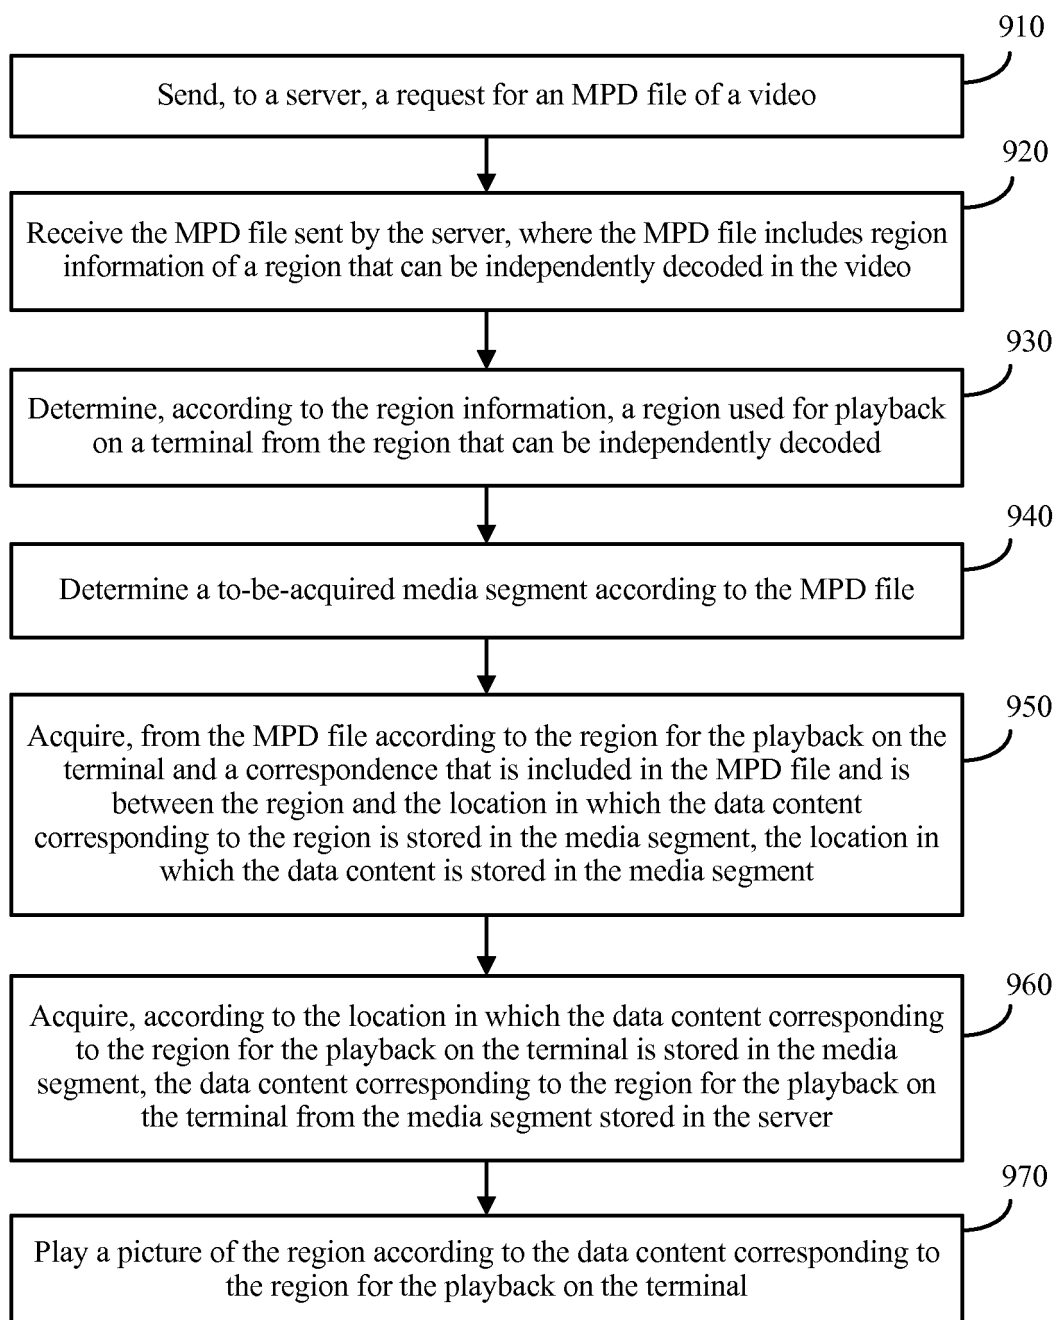 910
Send, to a server, a request for an MPD file of a video
920
Receive the MPD file sent by the server, where the MPD file includes region
information of a region that can be independently decoded in the video
930
Determine, according to the region information, a region used for playback
on a terminal from the region that can be independently decoded
940
Determine a to-be-acquired media segment according to the MPD file
950
Acquire, from the MPD file according to the region for the playback on the
terminal and a correspondence that is included in the MPD file and is
between the region and the location in which the data content
corresponding to the region is stored in the media segment, the location in
which the data content is stored in the media segment
960
Acquire, according to the location in which the data content corresponding
to the region for the playback on the terminal is stored in the media
segment, the data content corresponding to the region for the playback on
the terminal from the media segment stored in the server
970
Play a picture of the region according to the data content corresponding to
the region for the playback on the terminal